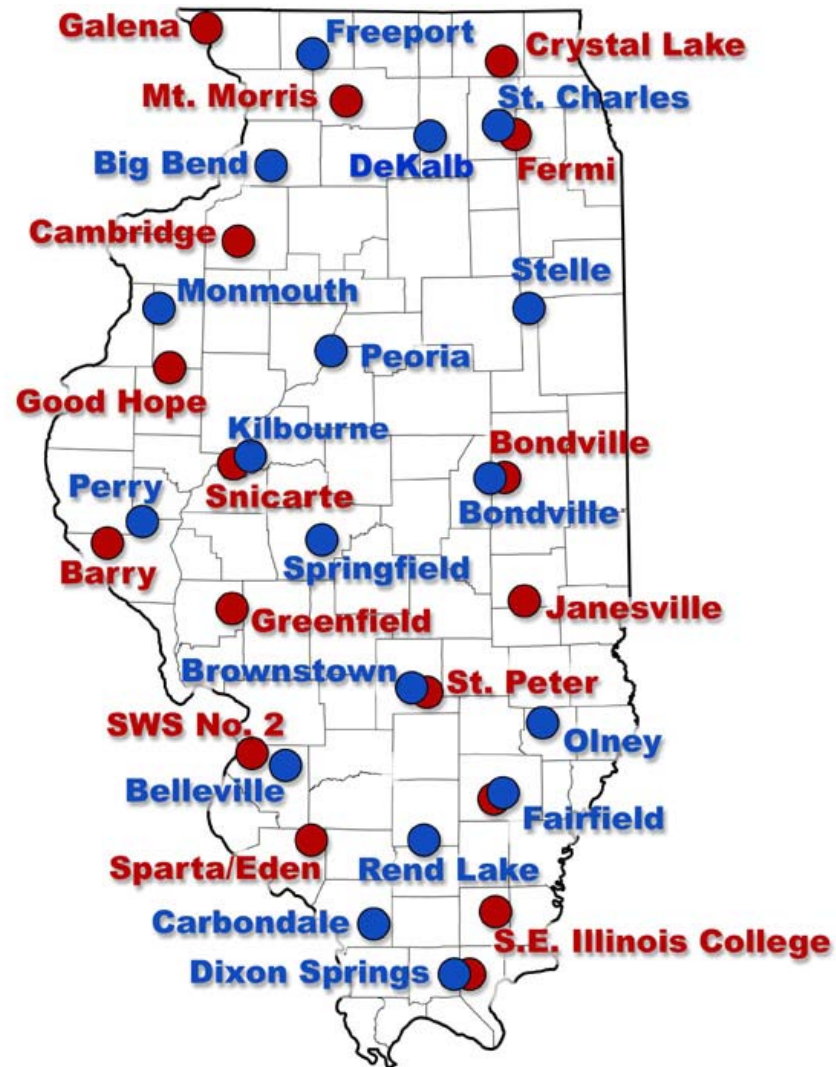 Galena
Freeport
Crystal Lake
Mt. Morris
St. Charles
Big Bend
DeKalb
Fermi
Cambridge
Stelle
Monmouth
Peoria
Good Hope
Kilbourne
Bondville
Perry
Snicarte
Bondville
Barry
Springfield
Greenfield
Janesville
Brownstown
St. Peter
SWS No. 2
Olney
Belleville
Fairfield
Sparta/Eden
Rend Lake
Carbondale
S.E. Illinois College
Dixon Springs